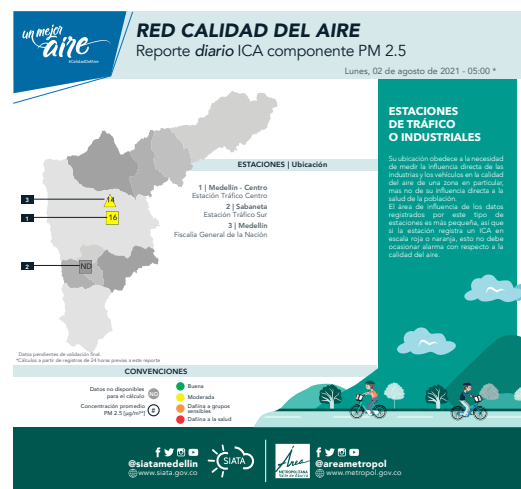 un mejor
aire
#CalidadDelAire
RED CALIDAD DEL AIRE
Reporte diario ICA componente PM 2.5
Lunes, 02 de agosto de 2021 - 05:00 *
ESTACIONES | Ubicación
1 | Medellín - Centro
Estación Tráfico Centro
2 | Sabaneta
Estación Tráfico Sur
3 | Medellín
Fiscalía General de la Nación
3
14
1
16
2
ND
Datos pendientes de validación final.
*Cálculos a partir de registros de 24 horas previas a este reporte
ESTACIONES
DE TRÁFICO
O INDUSTRIALES
Su ubicación obedece a la necesidad
de medir la influencia directa de las
industrias y los vehículos en la calidad
del aire de una zona en particular,
mas no de su influencia directa a la
salud de la población.
El área de influencia de los datos
registrados por este tipo de
estaciones es más pequeña, así que
si la estación registra un ICA en
escala roja o naranja, esto no debe
ocasionar alarma con respecto a la
calidad del aire.
CONVENCIONES
Datos no disponibles
para el cálculo
ND
Concentración promedio
PM 2.5 (µg/m³*)
#
Buena
Moderada
Dañina a grupos
sensibles
Dañina a la salud
@siatamedellin
www.siata.gov.co
SIATA
Área
METROPOLITANA
Valle de Aburrá
@areametropol
www.metropol.gov.co